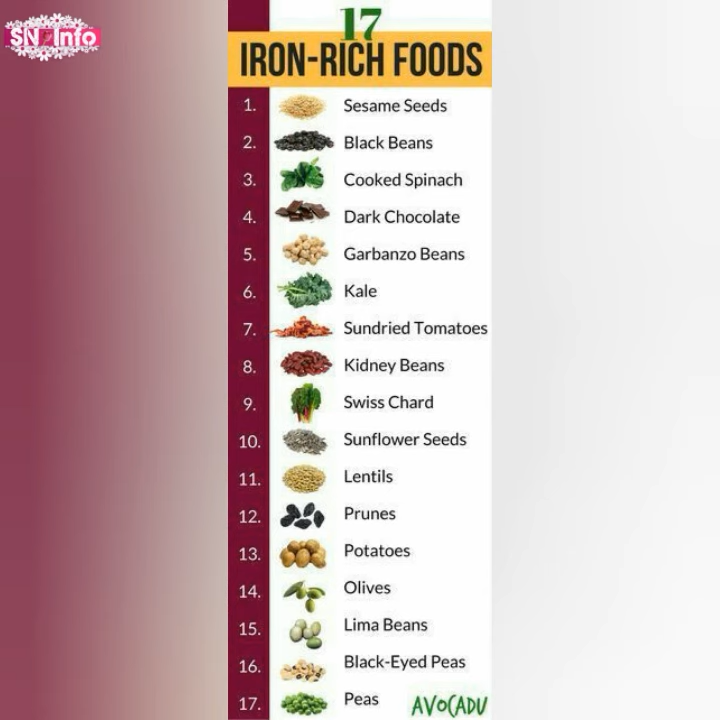 SN Info
17
IRON-RICH FOODS
1. Sesame Seeds
2. Black Beans
3. Cooked Spinach
4. Dark Chocolate
5. Garbanzo Beans
6. Kale
7. Sundried Tomatoes
8. Kidney Beans
9. Swiss Chard
10. Sunflower Seeds
11. Lentils
12. Prunes
13. Potatoes
14. Olives
15. Lima Beans
16. Black-Eyed Peas
17. Peas
AVOCADU